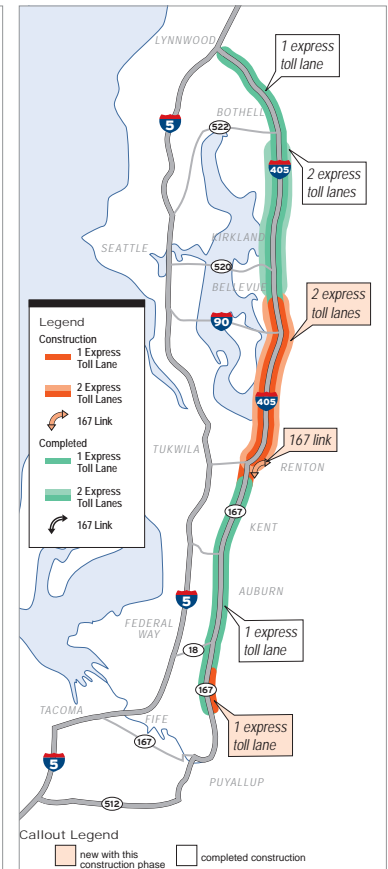 LYNNWOOD
1 express
toll lane
5
BOTHELL
522
405
2 express
toll lanes
KIRKLAND
SEATTLE
520
BELLEVUE
2 express
toll lanes
90
Legend
Construction
1 Express
Toll Lane
2 Express
Toll Lanes
167 Link
Completed
1 Express
Toll Lane
2 Express
Toll Lanes
167 Link
405
167 link
TUKWILA
RENTON
167
KENT
AUBURN
5
FEDERAL
WAY
1 express
toll lane
18
167
TACOMA
FIFE
1 express
toll lane
167
5
PUYALLUP
512
Callout Legend
new with this
construction phase
completed construction